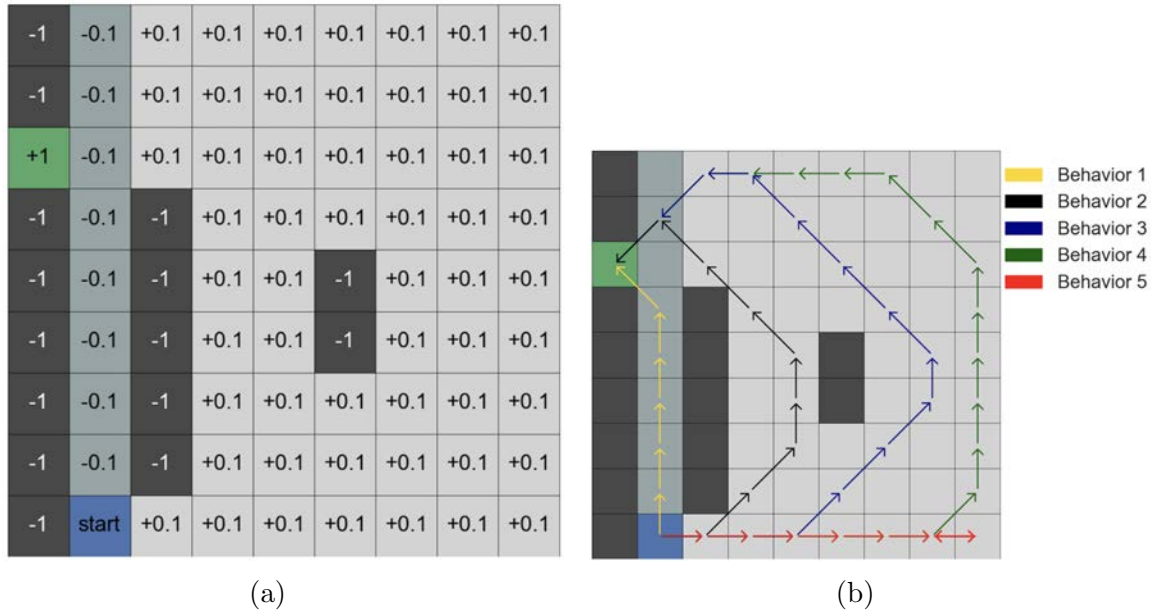 -1 -0.1 +0.1 +0.1 +0.1 +0.1 +0.1 +0.1 +0.1
-1 -0.1 +0.1 +0.1 +0.1 +0.1 +0.1 +0.1 +0.1
+1 -0.1 +0.1 +0.1 +0.1 +0.1 +0.1 +0.1 +0.1
-1 -0.1 -1 +0.1 +0.1 +0.1 +0.1 +0.1 +0.1
-1 -0.1 -1 +0.1 +0.1 -1 +0.1 +0.1 +0.1
-1 -0.1 -1 +0.1 +0.1 -1 +0.1 +0.1 +0.1
-1 -0.1 -1 +0.1 +0.1 +0.1 +0.1 +0.1 +0.1
-1 -0.1 -1 +0.1 +0.1 +0.1 +0.1 +0.1 +0.1
-1 start +0.1 +0.1 +0.1 +0.1 +0.1 +0.1 +0.1
(a)
Behavior 1
Behavior 2
Behavior 3
Behavior 4
Behavior 5
(b)